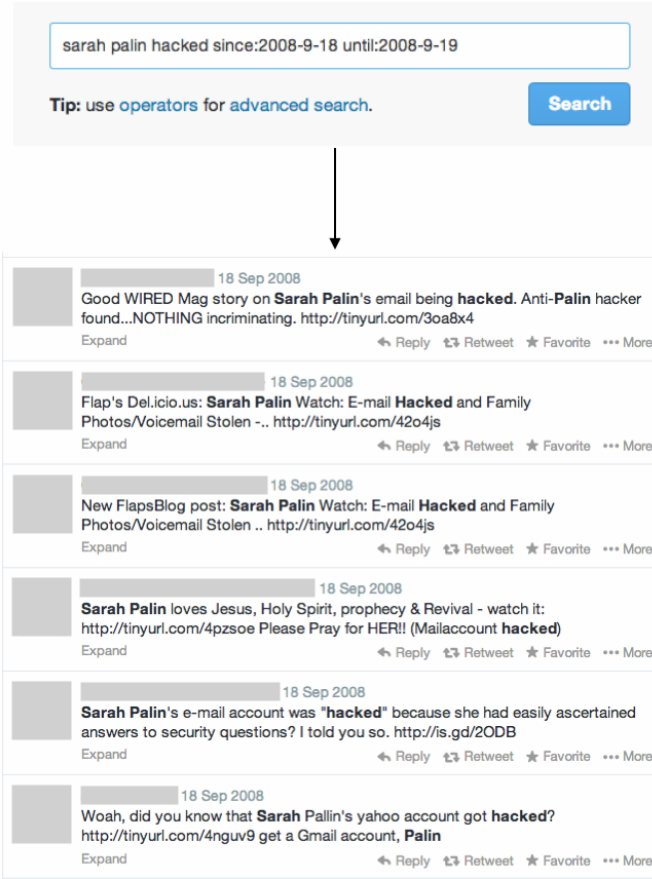 sarah palin hacked since:2008-9-18 until:2008-9-19
Tip: use operators for advanced search.
Search
18 Sep 2008
Good WIRED Mag story on Sarah Palin's email being hacked. Anti-Palin hacker
found...NOTHING incriminating. http://tinyurl.com/3oa8x4
Expand
Reply Retweet Favorite More
18 Sep 2008
Flap's Del.icio.us: Sarah Palin Watch: E-mail Hacked and Family
Photos/Voicemail Stolen -.. http://tinyurl.com/42o4js
Expand
Reply Retweet Favorite More
18 Sep 2008
New FlapsBlog post: Sarah Palin Watch: E-mail Hacked and Family
Photos/Voicemail Stolen .. http://tinyurl.com/42o4js
Expand
Reply Retweet Favorite More
18 Sep 2008
Sarah Palin loves Jesus, Holy Spirit, prophecy & Revival - watch it:
http://tinyurl.com/4pzsoe Please Pray for HER!! (Mailaccount hacked)
Expand
Reply Retweet Favorite More
18 Sep 2008
Sarah Palin's e-mail account was "hacked" because she had easily ascertained
answers to security questions? I told you so. http://is.gd/2ODB
Expand
Reply Retweet Favorite More
18 Sep 2008
Woah, did you know that Sarah Pallin's yahoo account got hacked?
http://tinyurl.com/4nguv9 get a Gmail account, Palin
Expand
Reply Retweet Favorite More